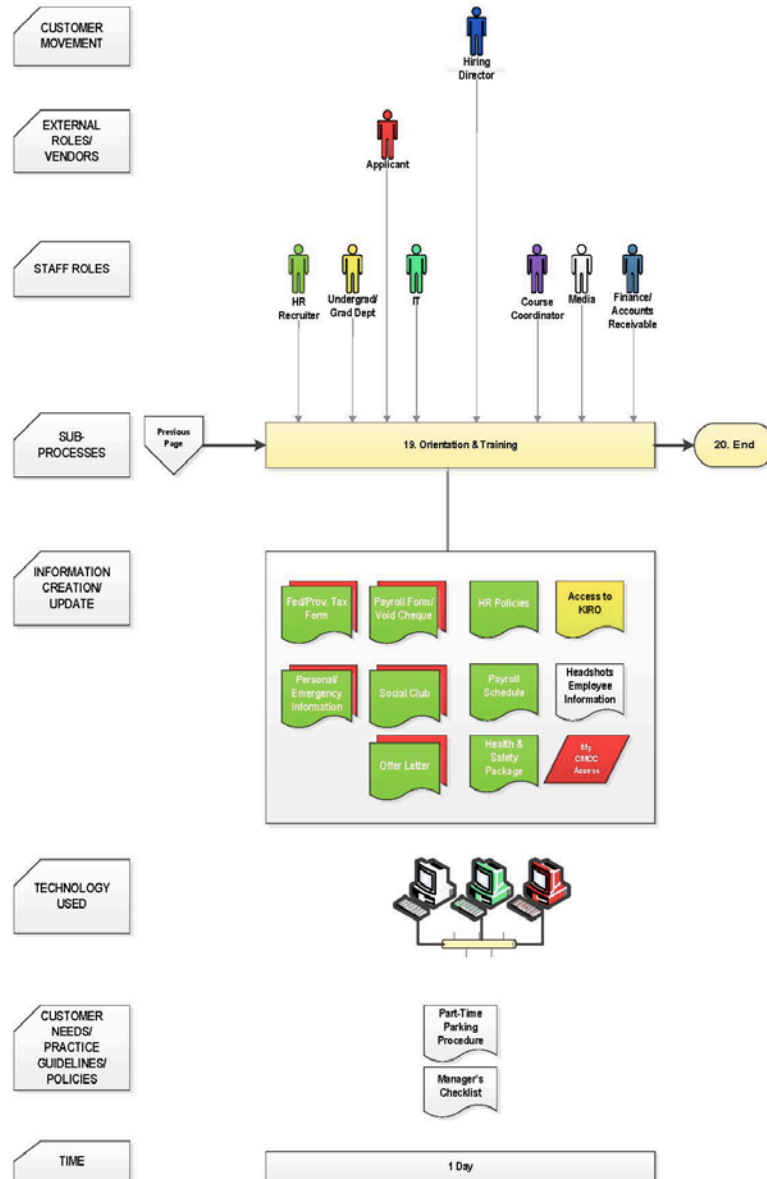 CUSTOMER
MOVEMENT
Hiring
Director
EXTERNAL
ROLES/
VENDORS
Applicant
STAFF ROLES
HR
Recruiter
Undergrad/
Grad Dept
IT
Course
Coordinator
Media
Finance/
Accounts
Receivable
SUB-
PROCESSES
Previous
Page
19. Orientation & Training
20. End
INFORMATION
CREATION/
UPDATE
Fed/Prov. Tax
Form
Payroll Form/
Void Cheque
HR Policies
Access to
KIRO
Personal/
Emergency
Information
Social Club
Payroll
Schedule
Headshots
Employee
Information
Offer Letter
Health &
Safety
Package
My
CMCC
Access
TECHNOLOGY
USED
CUSTOMER
NEEDS/
PRACTICE
GUIDELINES/
POLICIES
Part-Time
Parking
Procedure
Manager's
Checklist
TIME
1 Day